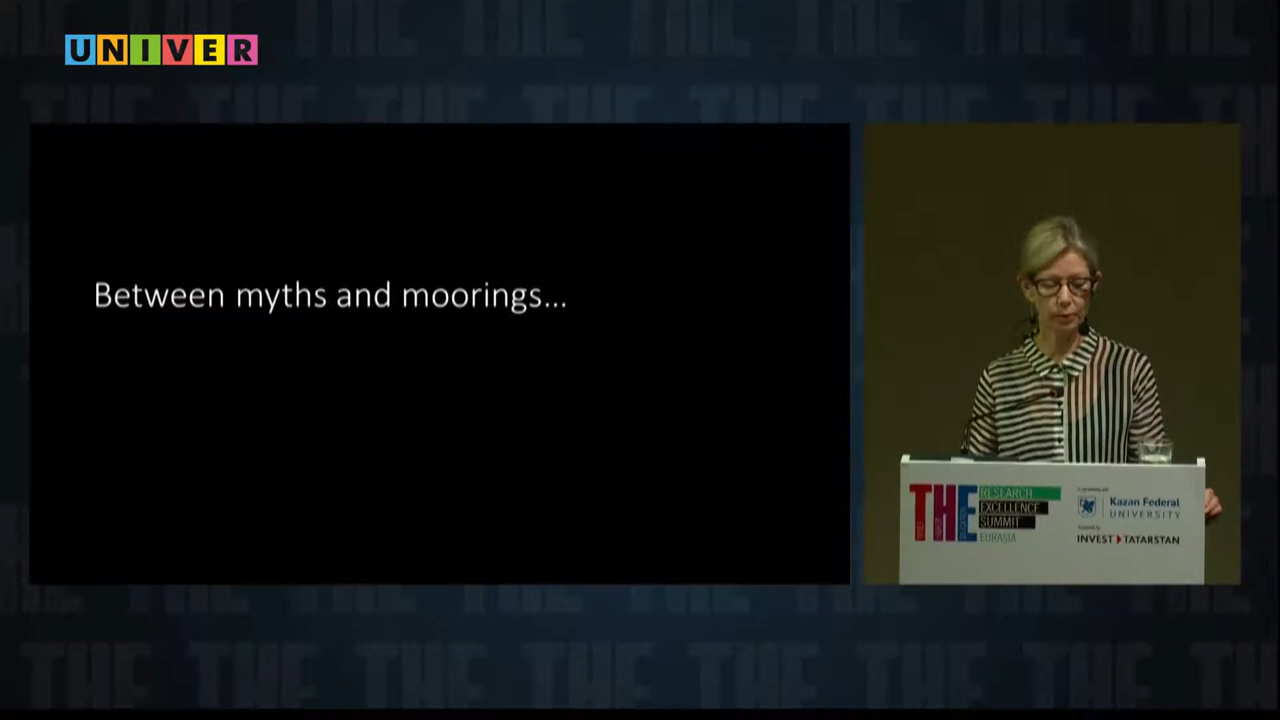 UNIVER
Between myths and moorings...
THE
RESEARCH
EXCELLENCE
SUMMIT
EURASIA
Kazan Federal
UNIVERSITY
INVEST TATARSTAN